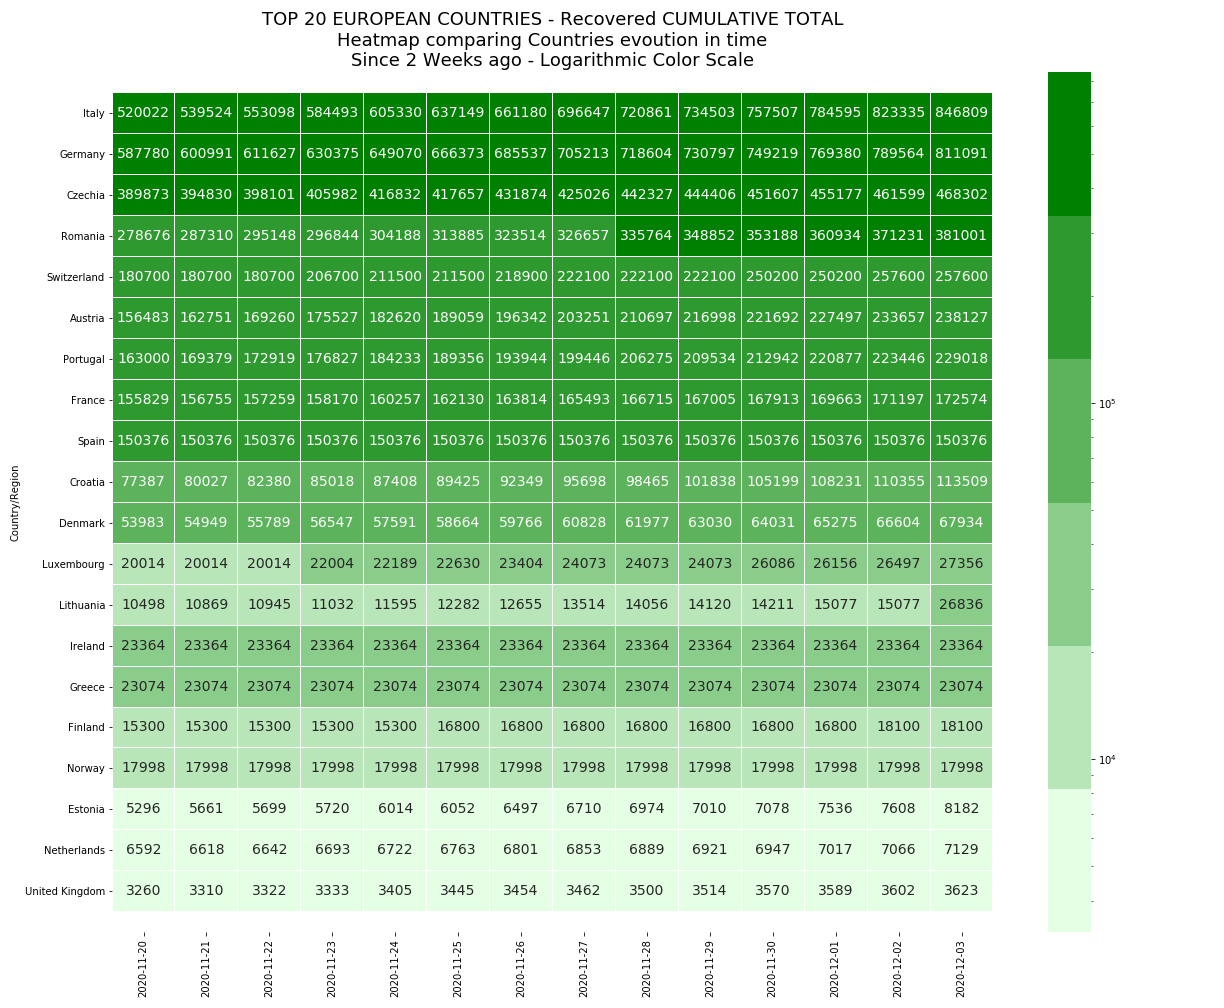 TOP 20 EUROPEAN COUNTRIES - Recovered CUMULATIVE TOTAL
Heatmap comparing Countries evoution in time
Since 2 Weeks ago - Logarithmic Color Scale
Italy 520022 539524 553098 584493 605330 637149 661180 696647 720861 734503 757507 784595 823335 846809
Germany 587780 600991 611627 630375 649070 666373 685537 705213 718604 730797 749219 769380 789564 811091
Czechia 389873 394830 398101 405982 416832 417657 431874 425026 442327 444406 451607 455177 461599 468302
Romania 278676 287310 295148 296844 304188 313885 323514 326657 335764 348852 353188 360934 371231 381001
Switzerland 180700 180700 180700 206700 211500 211500 218900 222100 222100 222100 250200 250200 257600 257600
Austria 156483 162751 169260 175527 182620 189059 196342 203251 210697 216998 221692 227497 233657 238127
Portugal 163000 169379 172919 176827 184233 189356 193944 199446 206275 209534 212942 220877 223446 229018
France 155829 156755 157259 158170 160257 162130 163814 165493 166715 167005 167913 169663 171197 172574
Spain 150376 150376 150376 150376 150376 150376 150376 150376 150376 150376 150376 150376 150376 150376
Croatia 77387 80027 82380 85018 87408 89425 92349 95698 98465 101838 105199 108231 110355 113509
Denmark 53983 54949 55789 56547 57591 58664 59766 60828 61977 63030 64031 65275 66604 67934
Luxembourg 20014 20014 20014 22004 22189 22630 23404 24073 24073 24073 26086 26156 26497 27356
Lithuania 10498 10869 10945 11032 11595 12282 12655 13514 14056 14120 14211 15077 15077 26836
Ireland 23364 23364 23364 23364 23364 23364 23364 23364 23364 23364 23364 23364 23364 23364
Greece 23074 23074 23074 23074 23074 23074 23074 23074 23074 23074 23074 23074 23074 23074
Finland 15300 15300 15300 15300 15300 16800 16800 16800 16800 16800 16800 16800 18100 18100
Norway 17998 17998 17998 17998 17998 17998 17998 17998 17998 17998 17998 17998 17998 17998
Estonia 5296 5661 5699 5720 6014 6052 6497 6710 6974 7010 7078 7536 7608 8182
Netherlands 6592 6618 6642 6693 6722 6763 6801 6853 6889 6921 6947 7017 7066 7129
United Kingdom 3260 3310 3322 3333 3405 3445 3454 3462 3500 3514 3570 3589 3602 3623
2020-11-20 2020-11-21 2020-11-22 2020-11-23 2020-11-24 2020-11-25 2020-11-26 2020-11-27 2020-11-28 2020-11-29 2020-11-30 2020-12-01 2020-12-02 2020-12-03
Country/Region
10⁵
10⁴